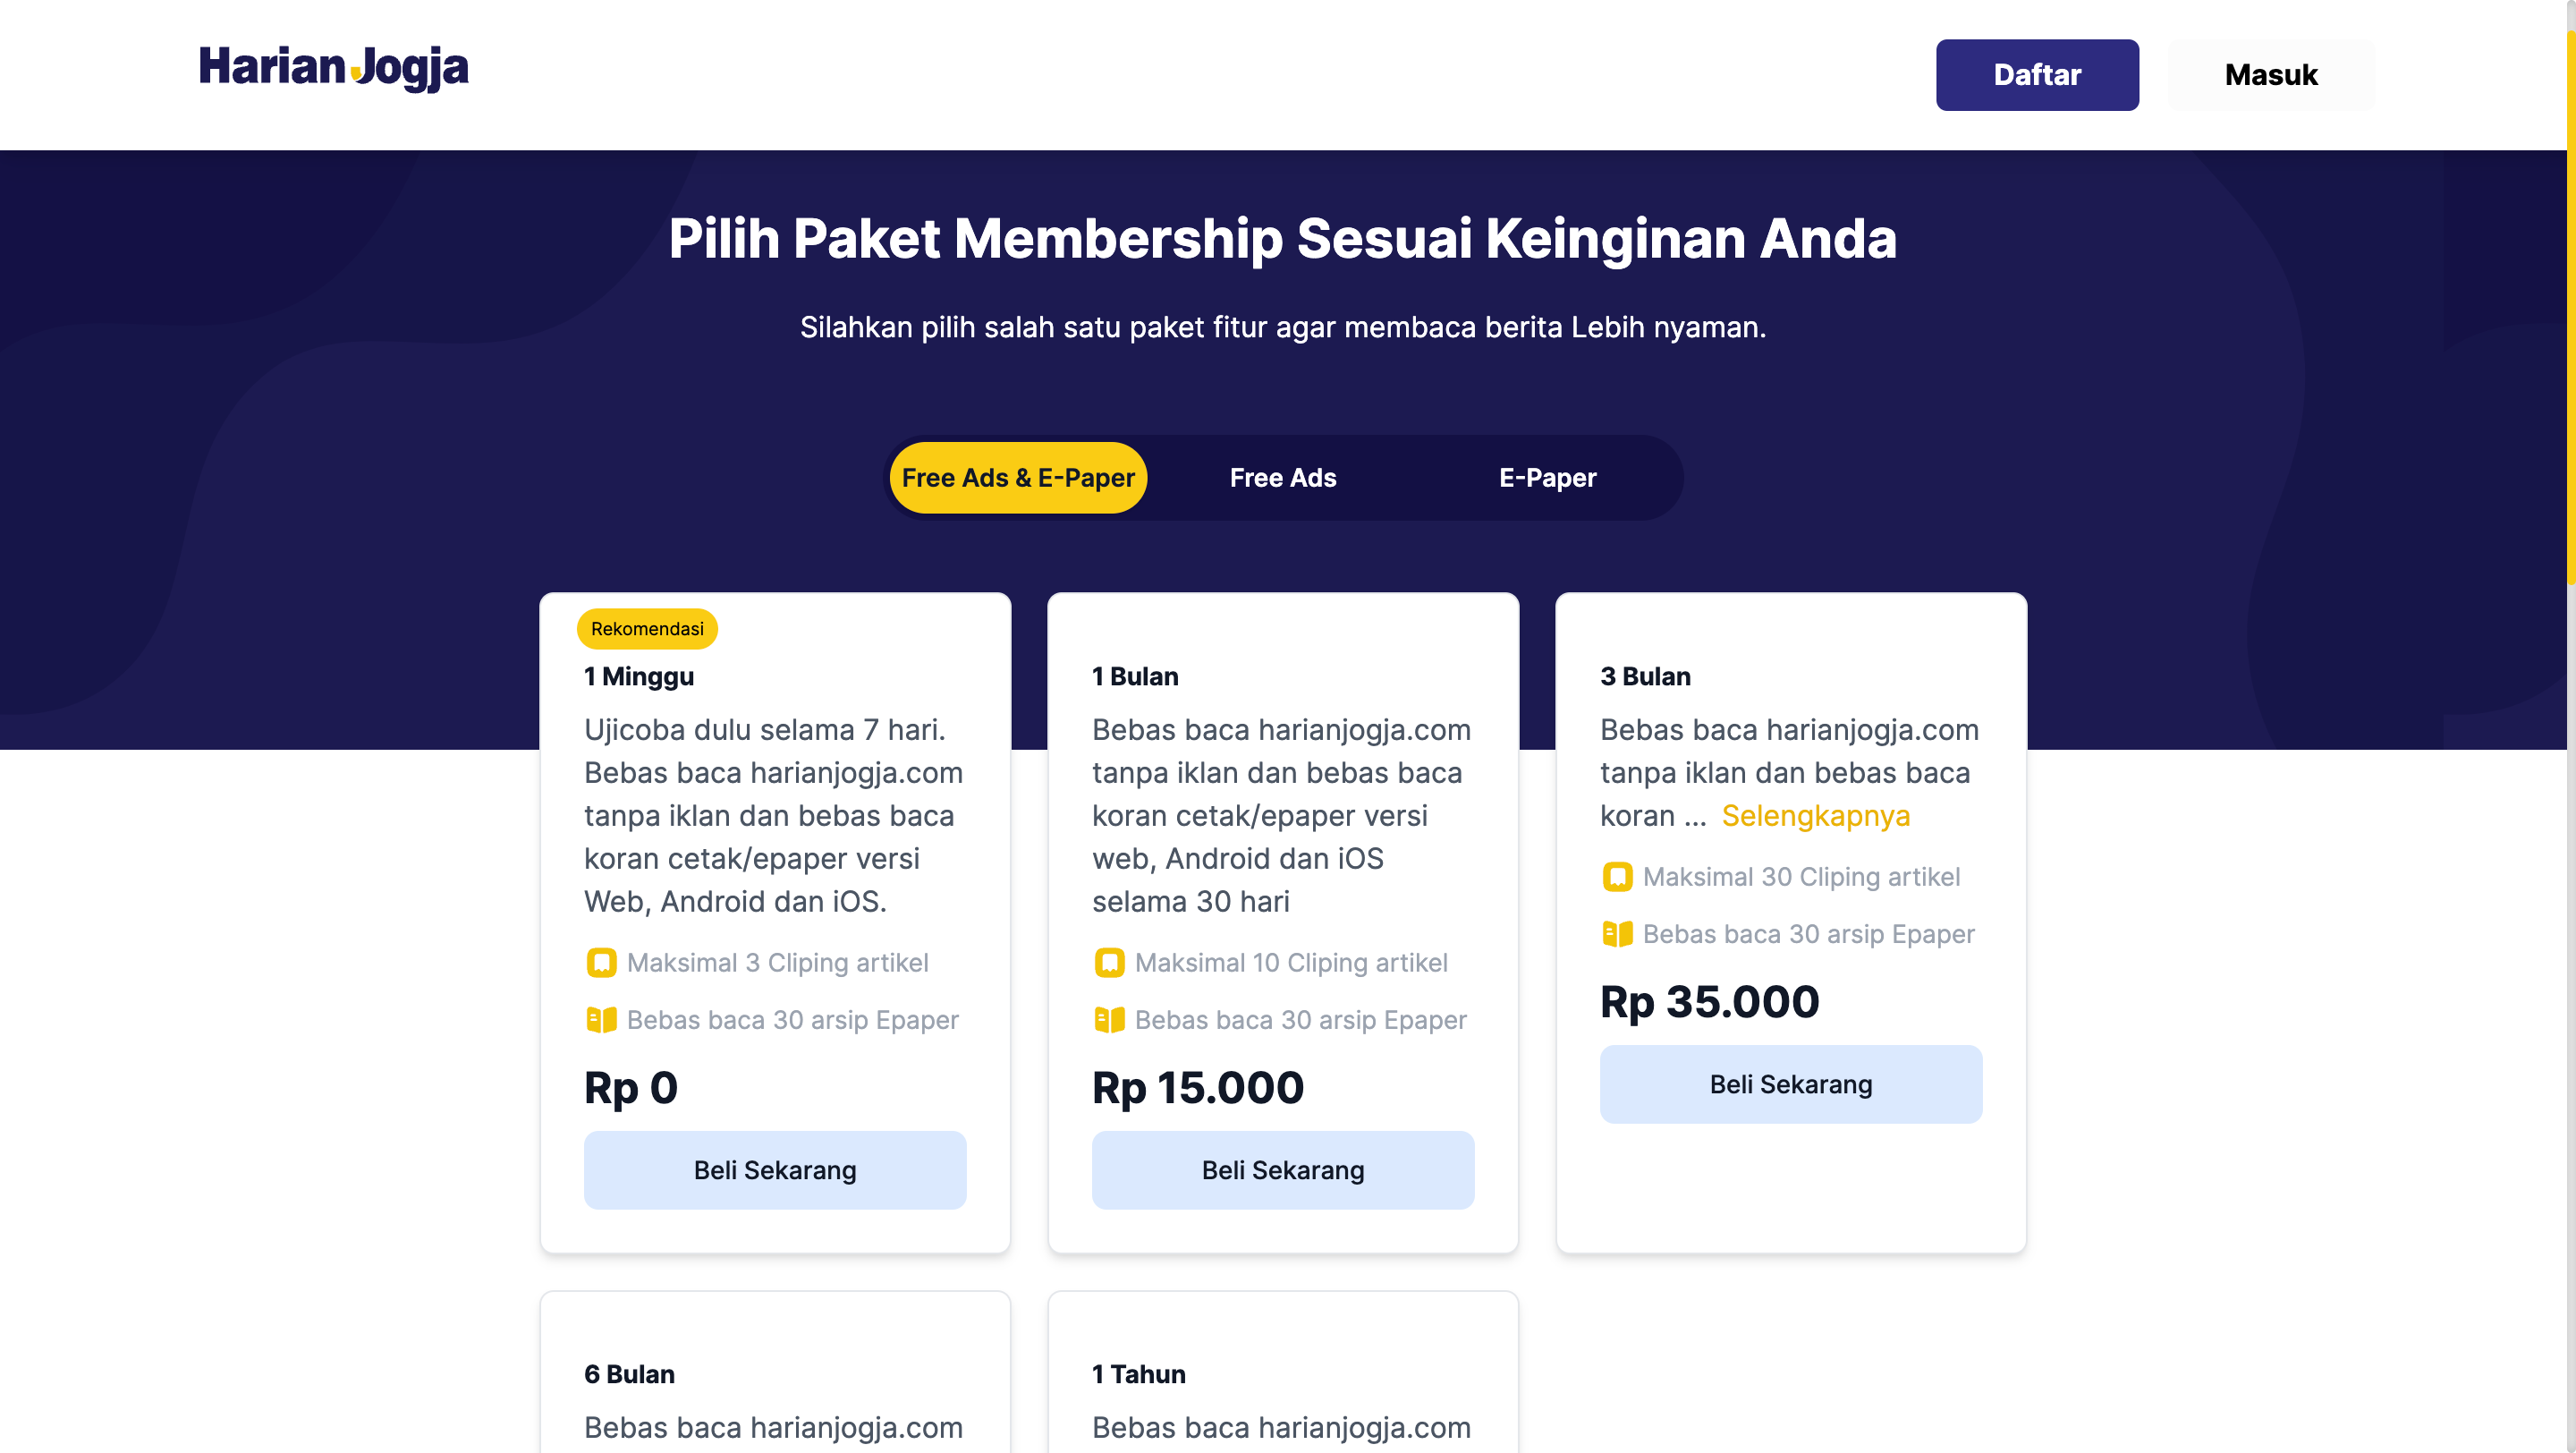 Harian Jogja
Daftar
Masuk
Pilih Paket Membership Sesuai Keinginan Anda
Silahkan pilih salah satu paket fitur agar membaca berita Lebih nyaman.
Free Ads & E-Paper
Free Ads
E-Paper
Rekomendasi
1 Minggu
Ujicoba dulu selama 7 hari.
Bebas baca harianjogja.com
tanpa iklan dan bebas baca
koran cetak/epaper versi
Web, Android dan iOS.
Maksimal 3 Cliping artikel
Bebas baca 30 arsip Epaper
Rp 0
Beli Sekarang
1 Bulan
Bebas baca harianjogja.com
tanpa iklan dan bebas baca
koran cetak/epaper versi
web, Android dan iOS
selama 30 hari
Maksimal 10 Cliping artikel
Bebas baca 30 arsip Epaper
Rp 15.000
Beli Sekarang
3 Bulan
Bebas baca harianjogja.com
tanpa iklan dan bebas baca
koran ... Selengkapnya
Maksimal 30 Cliping artikel
Bebas baca 30 arsip Epaper
Rp 35.000
Beli Sekarang
6 Bulan
Bebas baca harianjogja.com
1 Tahun
Bebas baca harianjogja.com